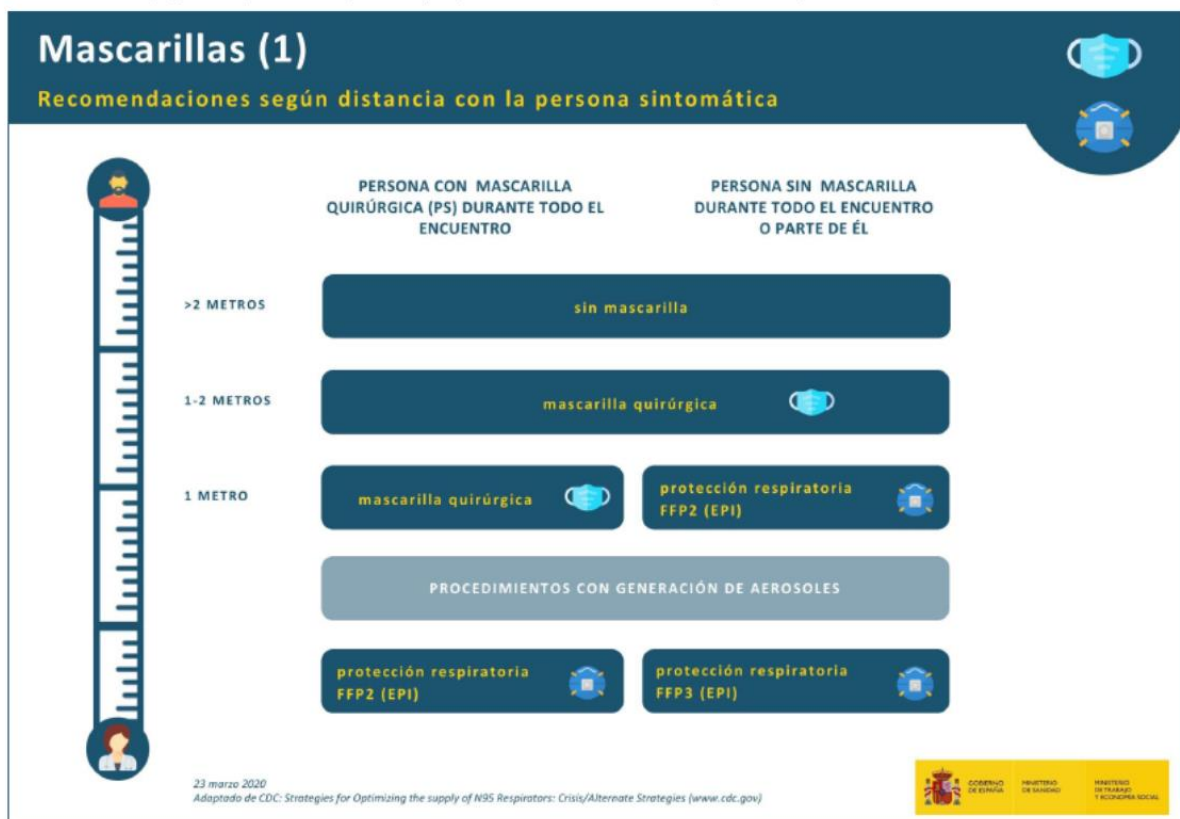 Mascarillas (1)
Recomendaciones según distancia con la persona sintomática
PERSONA CON MASCARILLA
QUIRÚRGICA (PS) DURANTE TODO EL
ENCUENTRO
PERSONA SIN MASCARILLA
DURANTE TODO EL ENCUENTRO
O PARTE DE ÉL
>2 METROS
sin mascarilla
1-2 METROS
mascarilla quirúrgica
1 METRO
mascarilla quirúrgica
protección respiratoria
FFP2 (EPI)
PROCEDIMIENTOS CON GENERACIÓN DE AEROSOLES
protección respiratoria
FFP2 (EPI)
protección respiratoria
FFP3 (EPI)
23 marzo 2020
Adaptado de CDC: Strategies for Optimizing the supply of N95 Respirators: Crisis/Alternate Strategies (www.cdc.gov)
GOBIERNO
DE ESPAÑA
MINISTERIO
DE SANIDAD
MINISTERIO
DE TRABAJO
Y ECONOMÍA SOCIAL